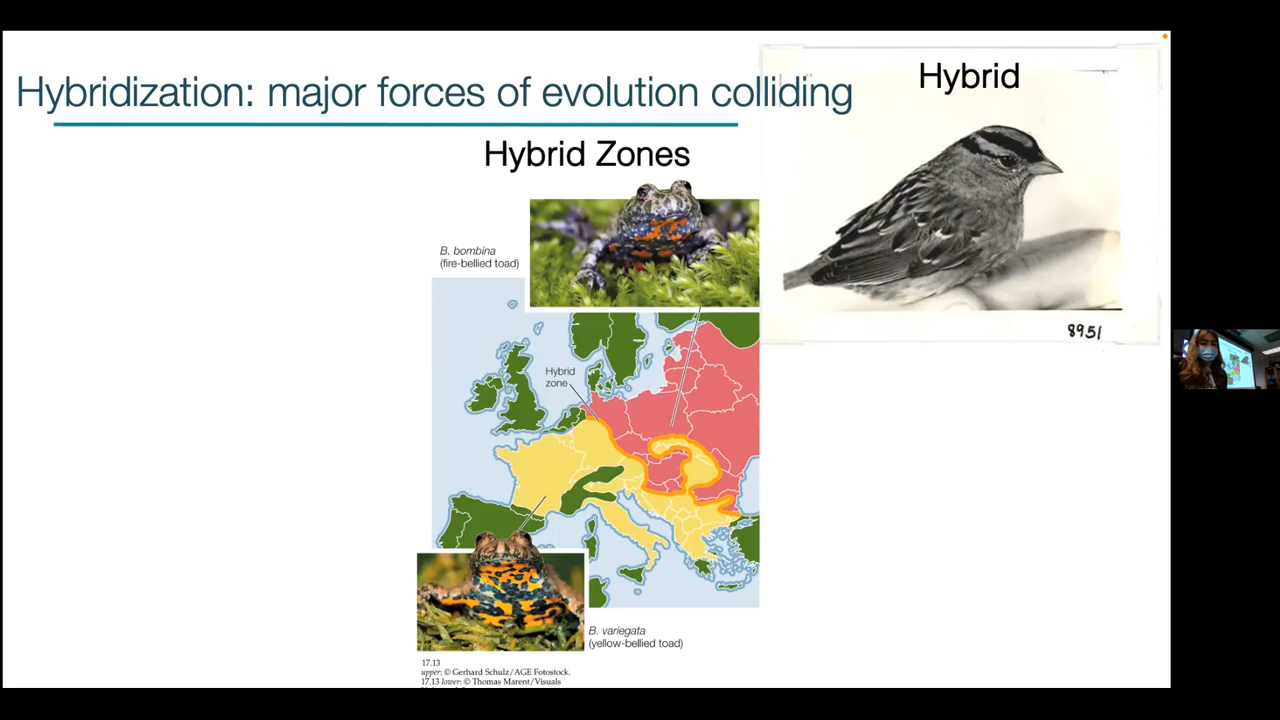 Hybridization: major forces of evolution colliding
Hybrid
Hybrid Zones
B. bombina
(fire-bellied toad)
8951
Hybrid
zone
B. variegata
(yellow-bellied toad)
17.13
upper: © Gerhard Schulz/AGE Fotostock.
17.13 lower: © Thomas Marent/Visuals